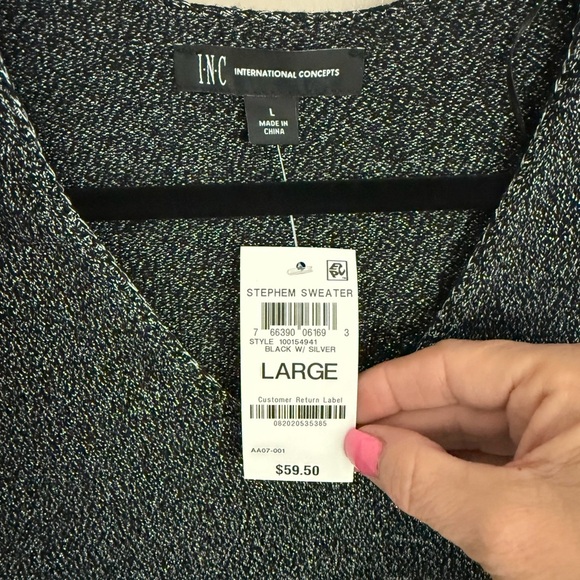 I·N·C INTERNATIONAL CONCEPTS
L
MADE IN
CHINA
STEPHEM SWEATER
7 66390 06169 3
STYLE 100154941
BLACK W/ SILVER
LARGE
Customer Return Label
082020535385
AA07-001
$59.50